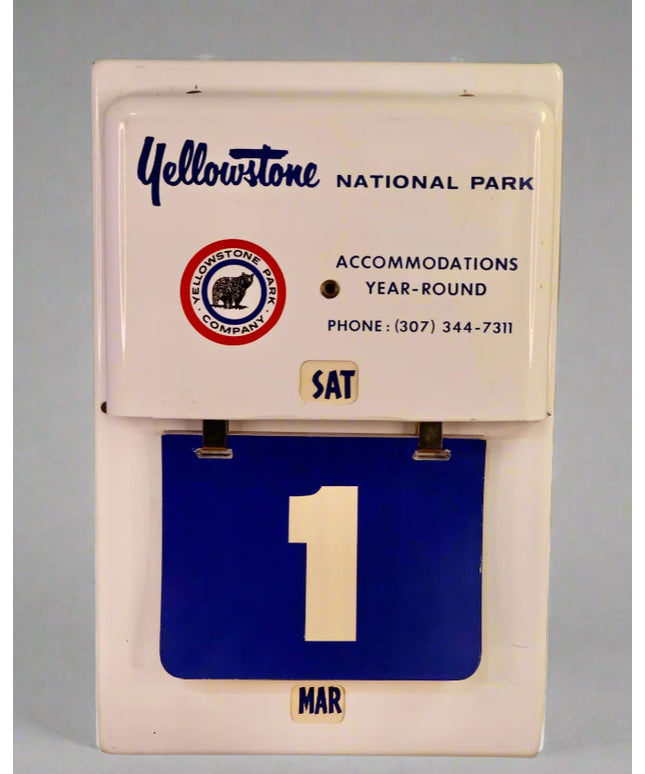 Yellowstone NATIONAL PARK
YELLOWSTONE PARK
· COMPANY ·
ACCOMMODATIONS
YEAR-ROUND
PHONE: (307) 344-7311
SAT
1
MAR